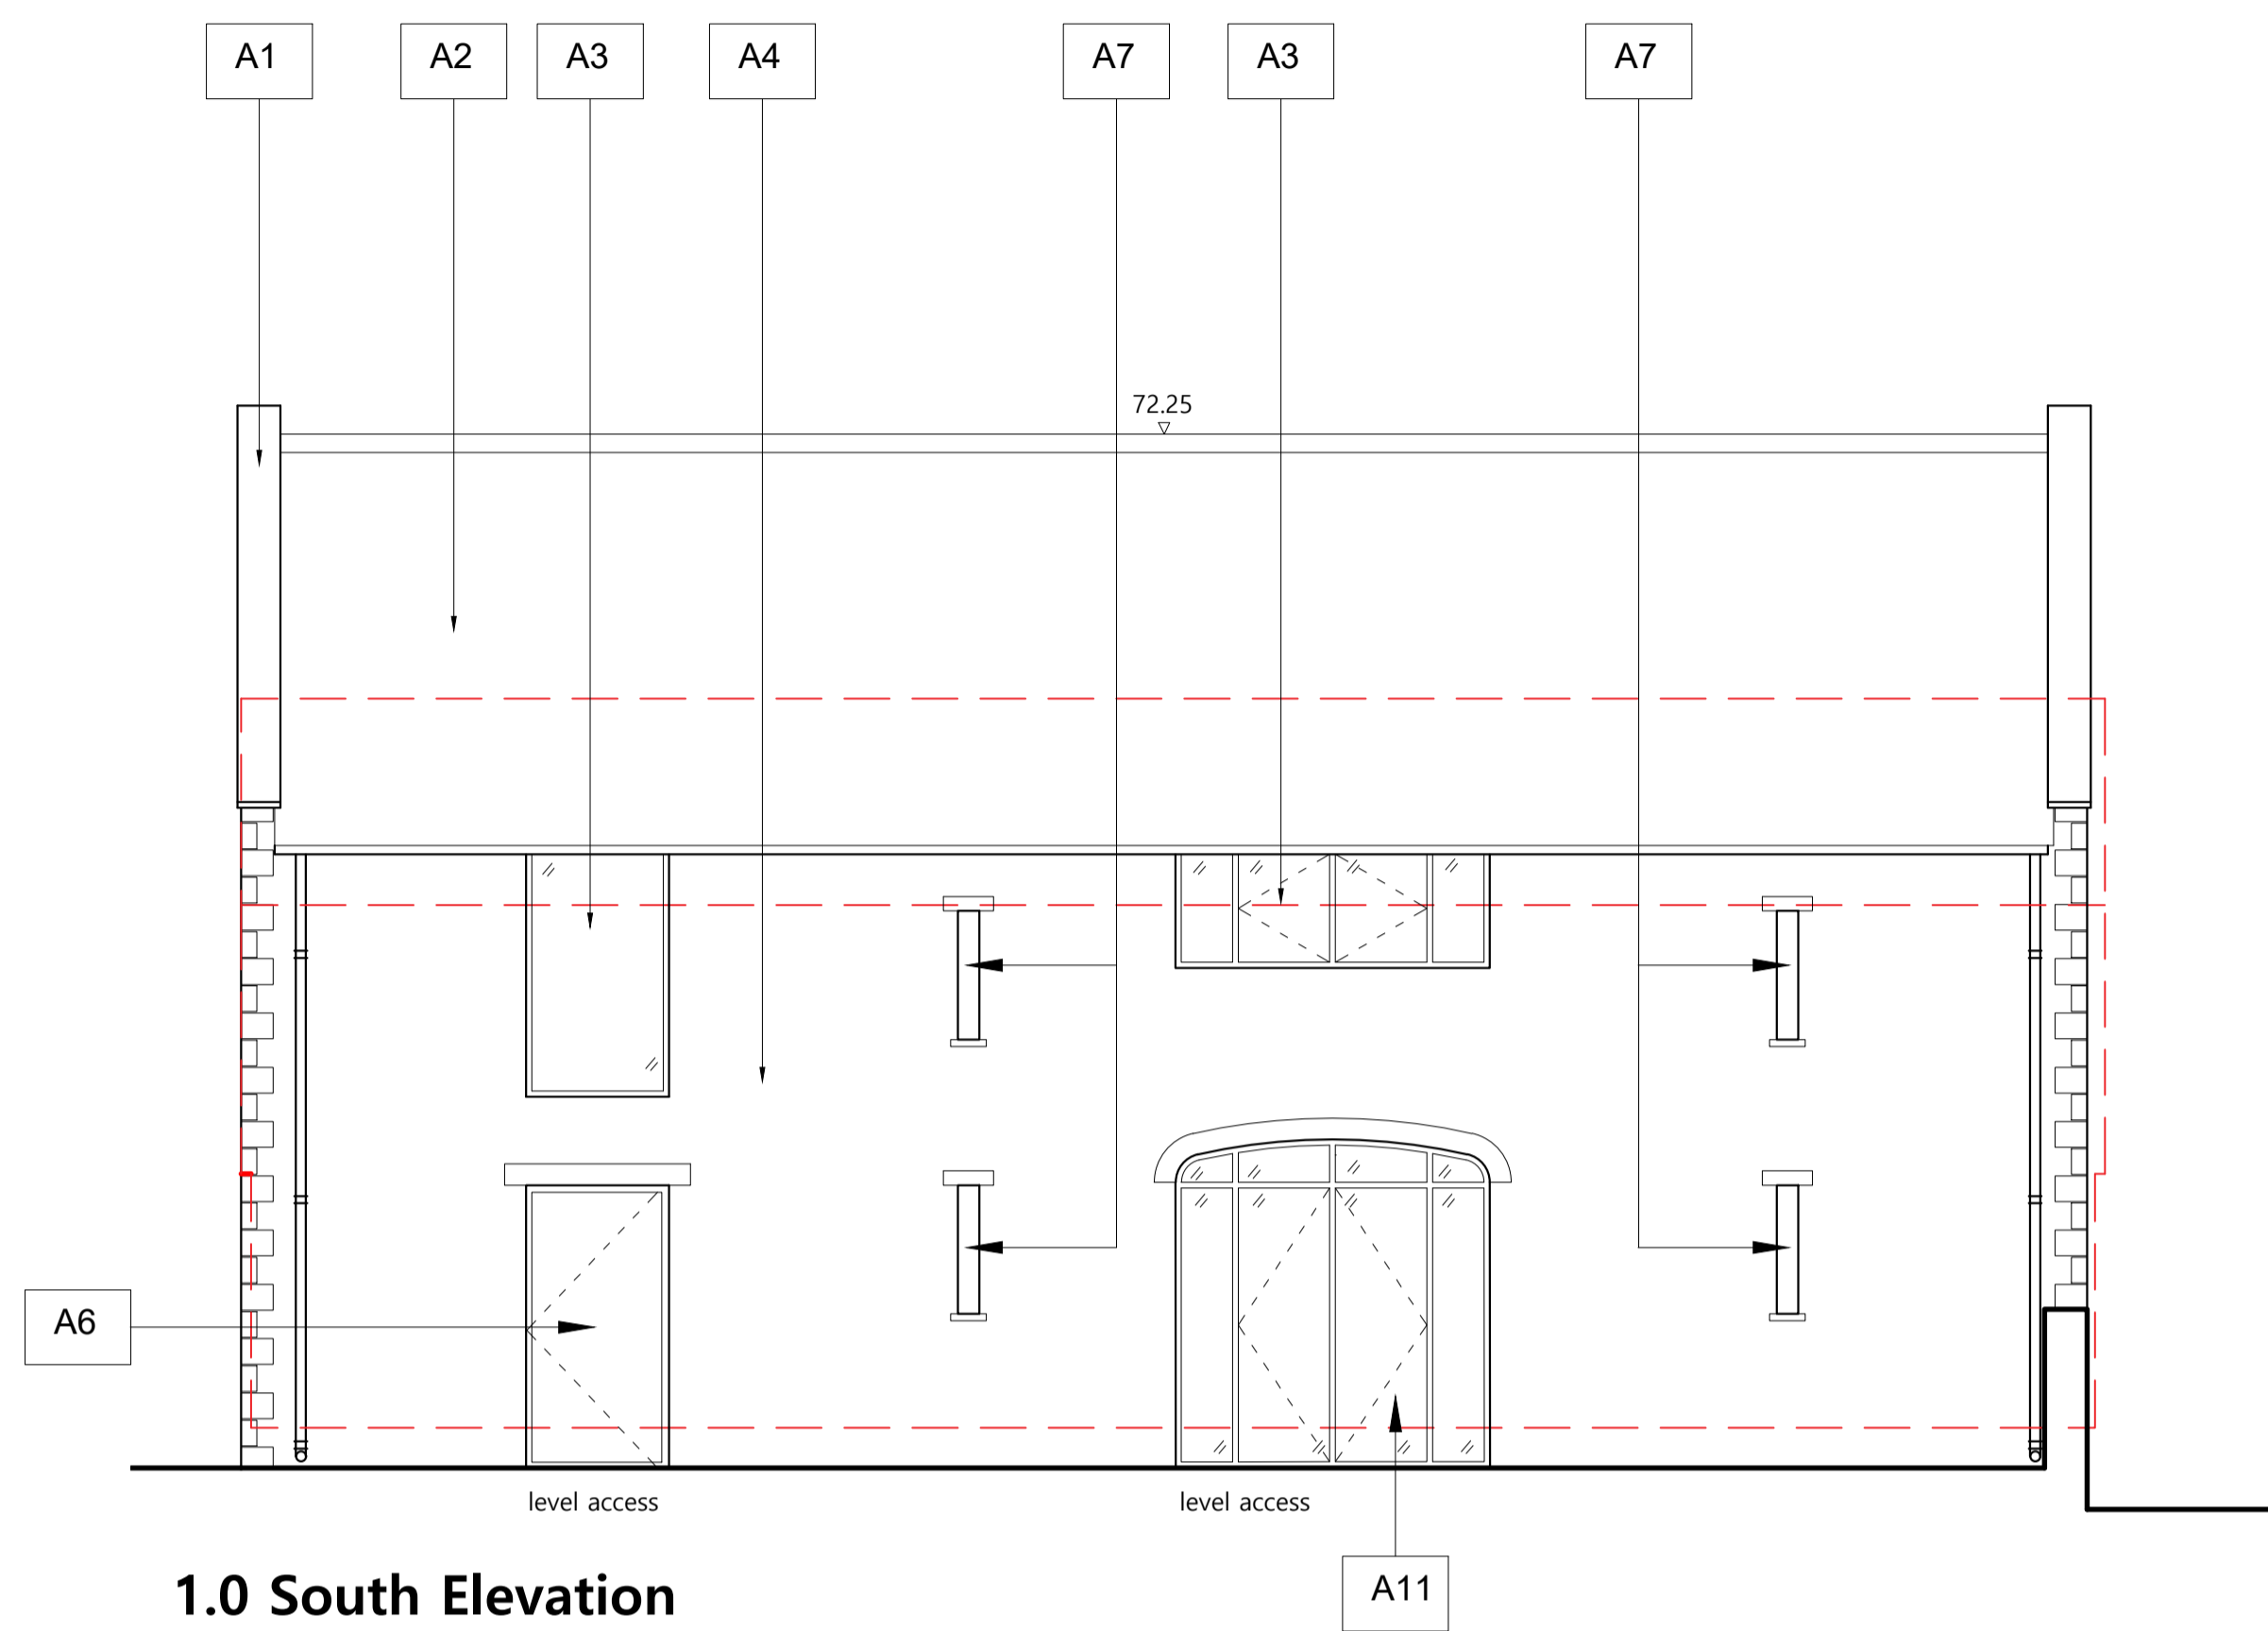 A1 A2 A3 A4 A7 A3 A7
72.25
A6
level access level access
1.0 South Elevation
A11